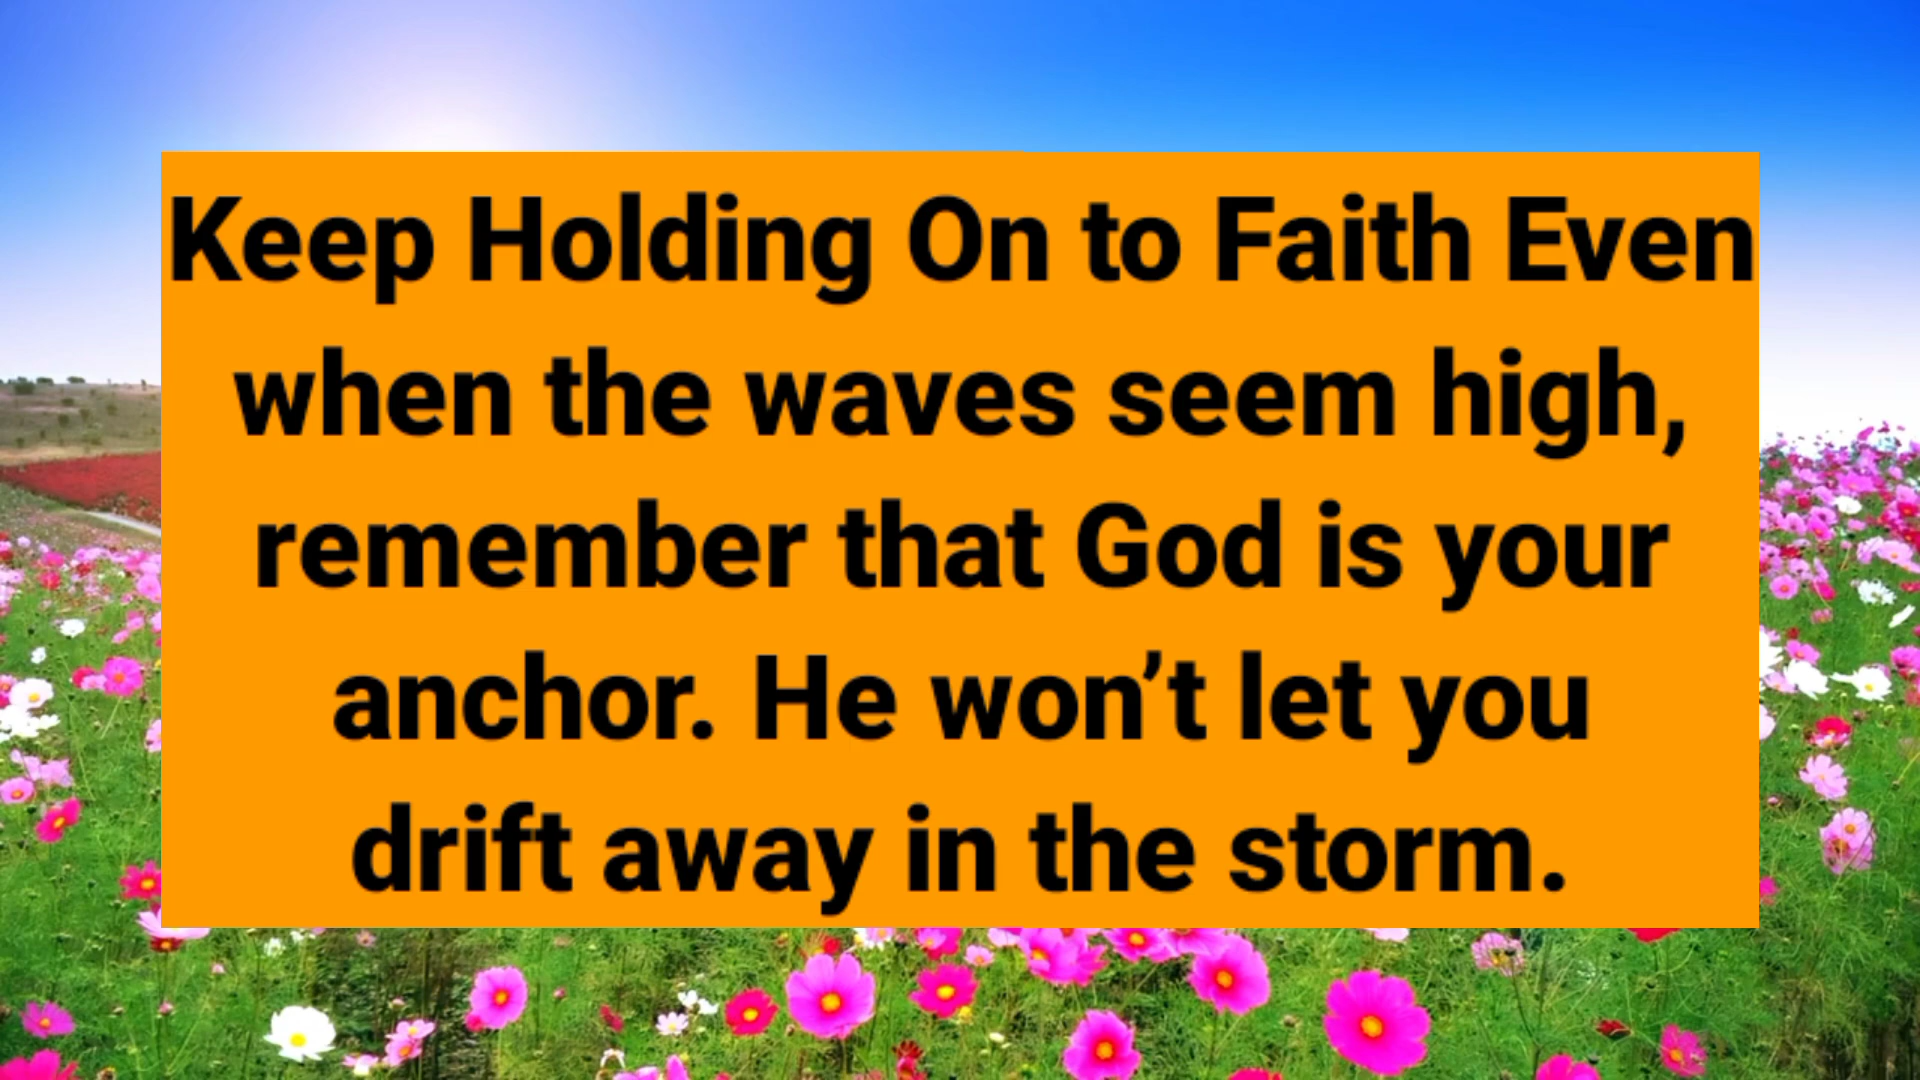 Keep Holding On to Faith Even
when the waves seem high,
remember that God is your
anchor. He won’t let you
drift away in the storm.